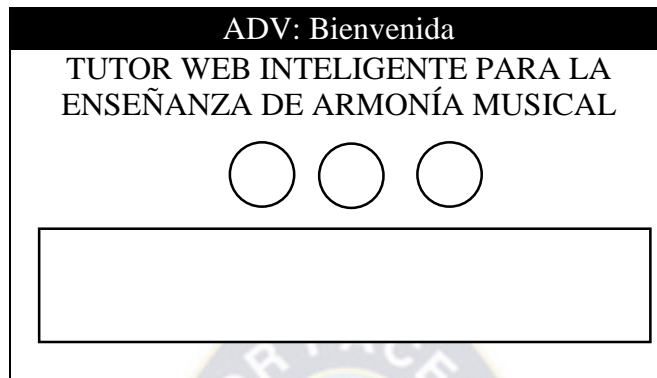 ADV: Bienvenida
TUTOR WEB INTELIGENTE PARA LA
ENSEÑANZA DE ARMONÍA MUSICAL